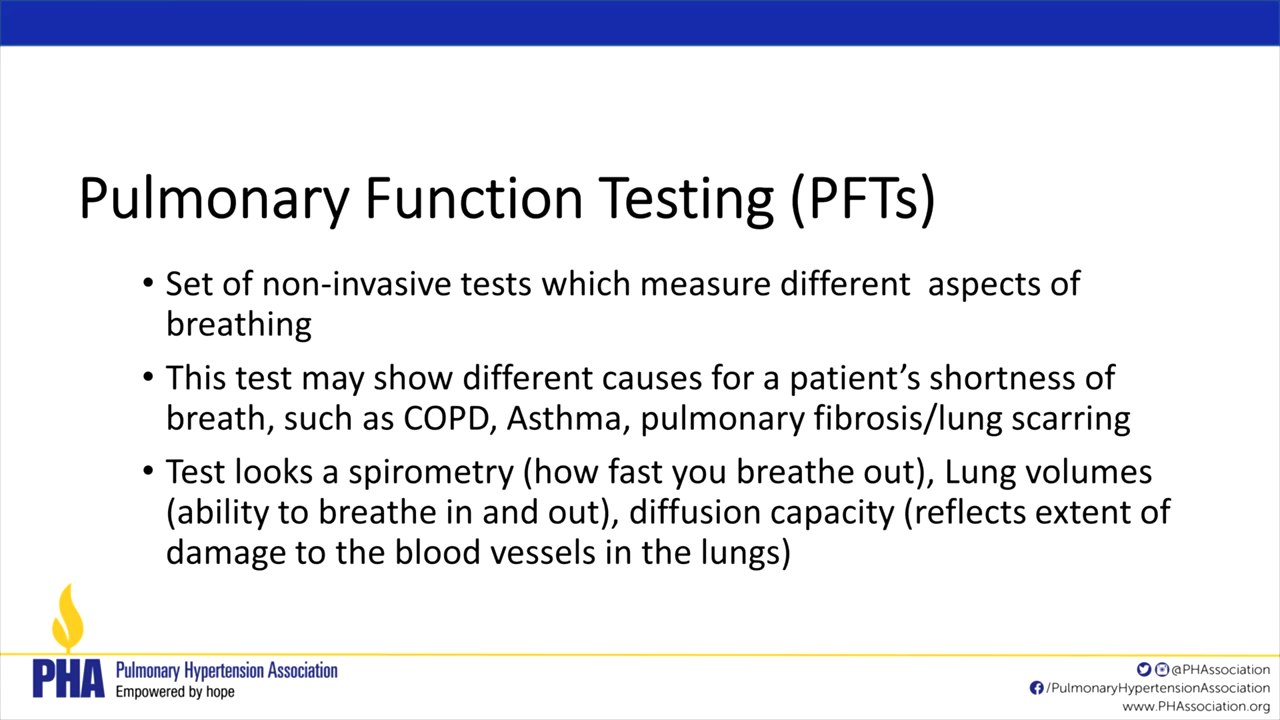 Pulmonary Function Testing (PFTs)
• Set of non-invasive tests which measure different  aspects of
breathing
• This test may show different causes for a patient’s shortness of
breath, such as COPD, Asthma, pulmonary fibrosis/lung scarring
• Test looks a spirometry (how fast you breathe out), Lung volumes
(ability to breathe in and out), diffusion capacity (reflects extent of
damage to the blood vessels in the lungs)
PHA Pulmonary Hypertension Association
Empowered by hope
@PHAssociation
/PulmonaryHypertensionAssociation
www.PHAssociation.org